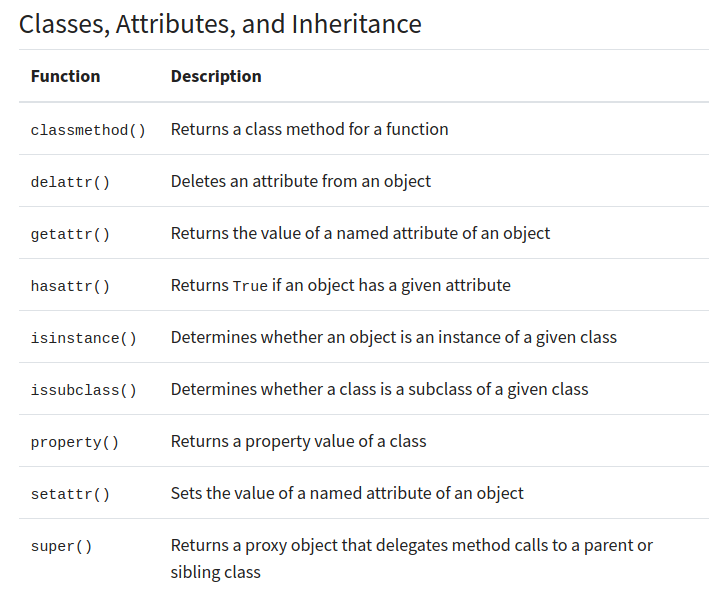 Classes, Attributes, and Inheritance
Function Description
classmethod() Returns a class method for a function
delattr() Deletes an attribute from an object
getattr() Returns the value of a named attribute of an object
hasattr() Returns True if an object has a given attribute
isinstance() Determines whether an object is an instance of a given class
issubclass() Determines whether a class is a subclass of a given class
property() Returns a property value of a class
setattr() Sets the value of a named attribute of an object
super() Returns a proxy object that delegates method calls to a parent or
sibling class